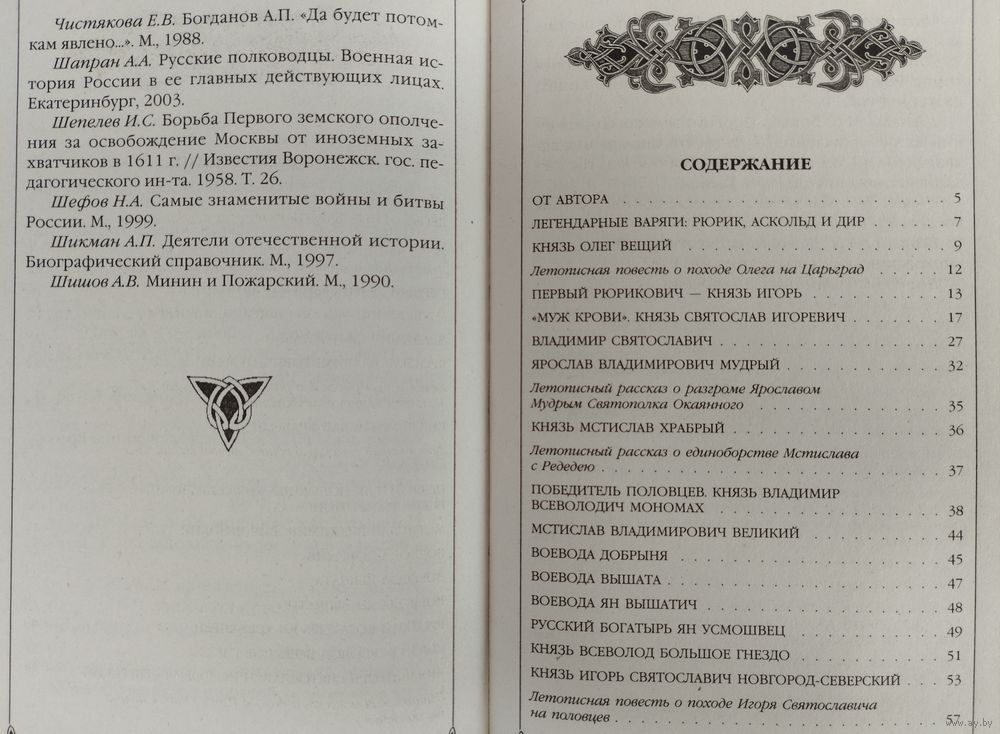 Чистякова Е.В. Богданов А.П. «Да будет потом-
кам явлено...». М., 1988.
Шапран А.А. Русские полководцы. Военная ис-
тория России в ее главных действующих лицах.
Екатеринбург, 2003.
Шепелев И.С. Борьба Первого земского ополче-
ния за освобождение Москвы от иноземных за-
хватчиков в 1611 г. // Известия Воронежск. гос. пе-
дагогического ин-та. 1958. Т. 26.
Шефов Н.А. Самые знаменитые войны и битвы
России. М., 1999.
Шикман А.П. Деятели отечественной истории.
Биографический справочник. М., 1997.
Шишов А.В. Минин и Пожарский. М., 1990.
СОДЕРЖАНИЕ
ОТ АВТОРА . . . . . . . . . . . . . . . . . . . . 5
ЛЕГЕНДАРНЫЕ ВАРЯГИ: РЮРИК, АСКОЛЬД И ДИР . . . . . . 7
КНЯЗЬ ОЛЕГ ВЕЩИЙ . . . . . . . . . . . . . . . . 9
Летописная повесть о походе Олега на Царьград . . . . . . 12
ПЕРВЫЙ РЮРИКОВИЧ — КНЯЗЬ ИГОРЬ . . . . . . . . . . 13
«МУЖ КРОВИ». КНЯЗЬ СВЯТОСЛАВ ИГОРЕВИЧ . . . . . . . 17
ВЛАДИМИР СВЯТОСЛАВИЧ . . . . . . . . . . . . . . 27
ЯРОСЛАВ ВЛАДИМИРОВИЧ МУДРЫЙ . . . . . . . . . . . 32
Летописный рассказ о разгроме Ярославом
Мудрым Святополка Окаянного . . . . . . . . . . . . 35
КНЯЗЬ МСТИСЛАВ ХРАБРЫЙ . . . . . . . . . . . . . 36
Летописный рассказ о единоборстве Мстислава
с Редедею . . . . . . . . . . . . . . . . . . . . 37
ПОБЕДИТЕЛЬ ПОЛОВЦЕВ. КНЯЗЬ ВЛАДИМИР
ВСЕВОЛОДИЧ МОНОМАХ . . . . . . . . . . . . . . . 38
МСТИСЛАВ ВЛАДИМИРОВИЧ ВЕЛИКИЙ . . . . . . . . . . 44
ВОЕВОДА ДОБРЫНЯ . . . . . . . . . . . . . . . . 45
ВОЕВОДА ВЫШАТА . . . . . . . . . . . . . . . . . 47
ВОЕВОДА ЯН ВЫШАТИЧ . . . . . . . . . . . . . . . 48
РУССКИЙ БОГАТЫРЬ ЯН УСМОШВЕЦ . . . . . . . . . . 49
КНЯЗЬ ВСЕВОЛОД БОЛЬШОЕ ГНЕЗДО . . . . . . . . . . 51
КНЯЗЬ ИГОРЬ СВЯТОСЛАВИЧ НОВГОРОД-СЕВЕРСКИЙ . . . 53
Летописная повесть о походе Игоря Святославича
на половцев . . . . . . . . . . . . . . . . . . . 57
www.ay.by